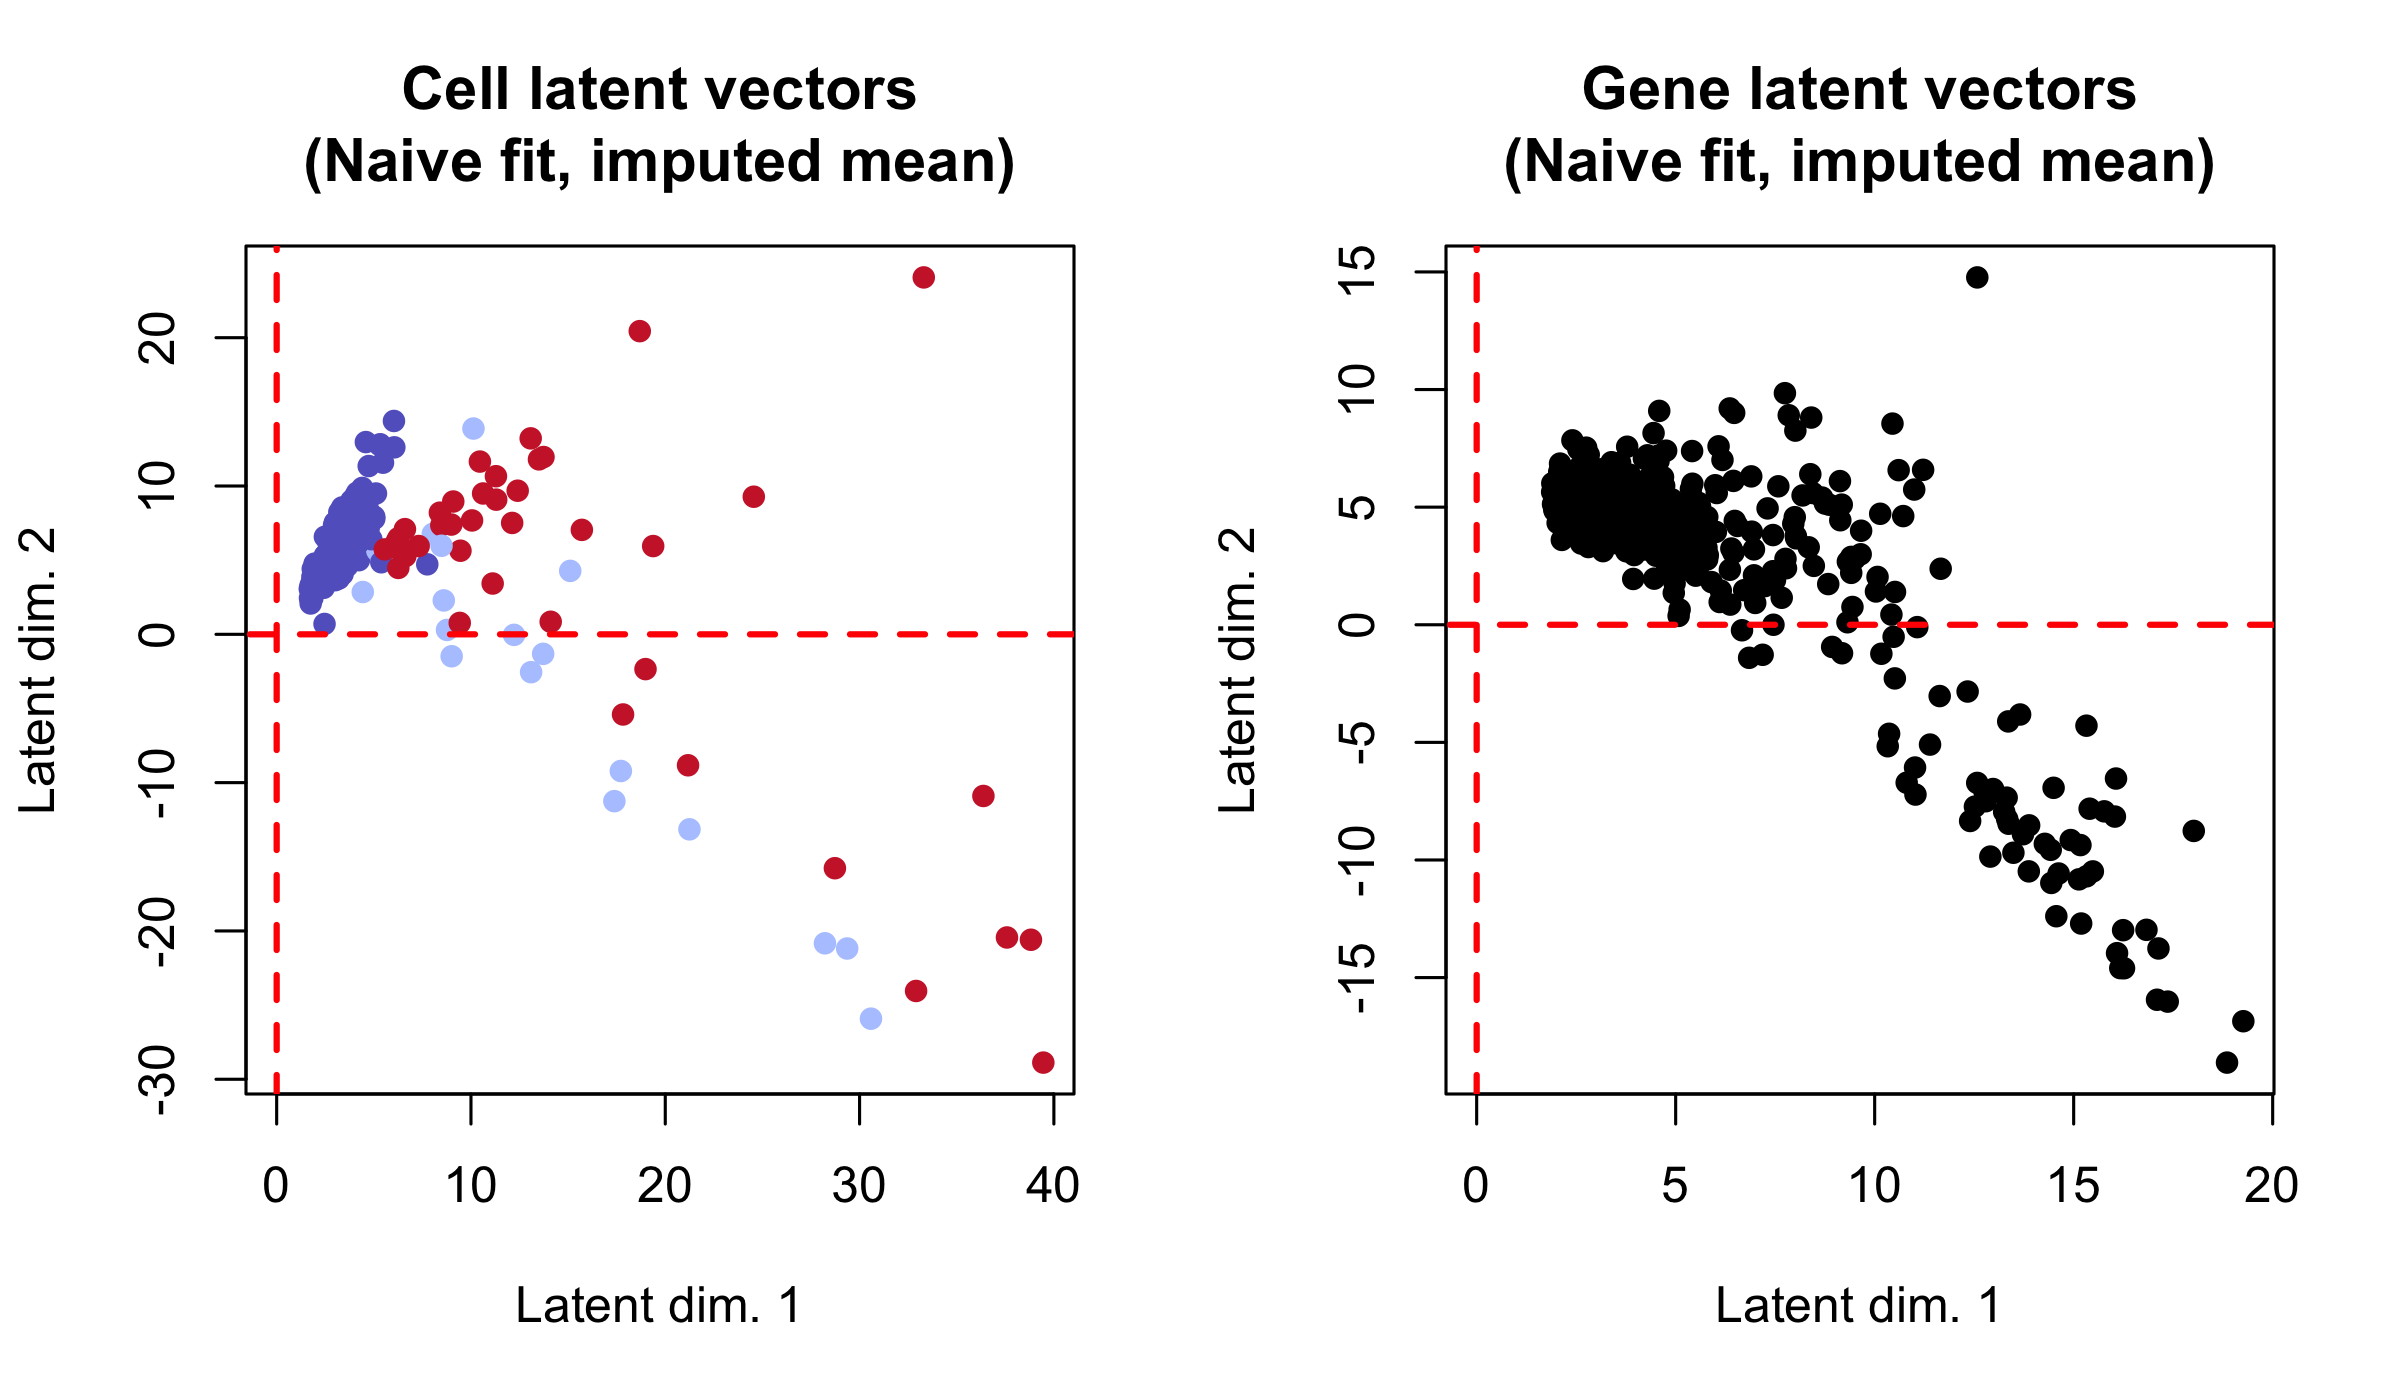 Cell latent vectors
(Naive fit, imputed mean)
Latent dim. 2
20
10
0
-10
-20
-30
0 10 20 30 40
Latent dim. 1
Gene latent vectors
(Naive fit, imputed mean)
Latent dim. 2
15
10
5
0
-5
-10
-15
0 5 10 15 20
Latent dim. 1